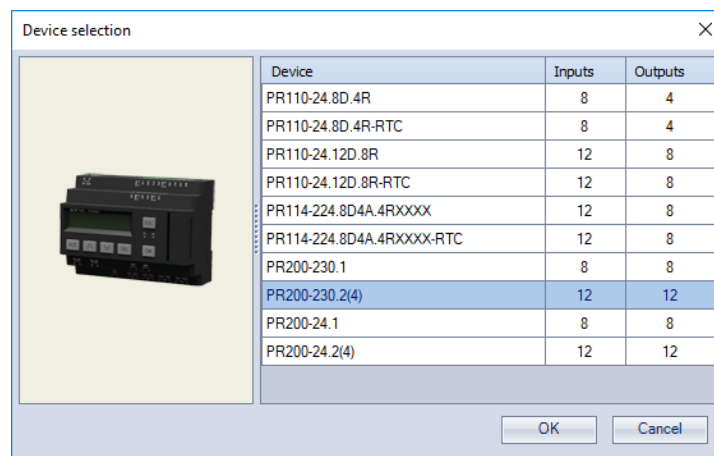 Device selection
Device Inputs Outputs
PR110-24.8D.4R 8 4
PR110-24.8D.4R-RTC 8 4
PR110-24.12D.8R 12 8
PR110-24.12D.8R-RTC 12 8
PR114-224.8D4A.4RXXXX 12 8
PR114-224.8D4A.4RXXXX-RTC 12 8
PR200-230.1 8 8
PR200-230.2(4) 12 12
PR200-24.1 8 8
PR200-24.2(4) 12 12
OK Cancel